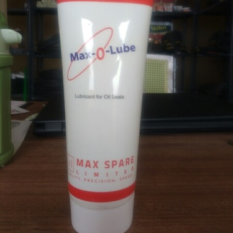 Max-O-Lube
Lubricant for Oil Seals
MAX SPARE
LIMITED